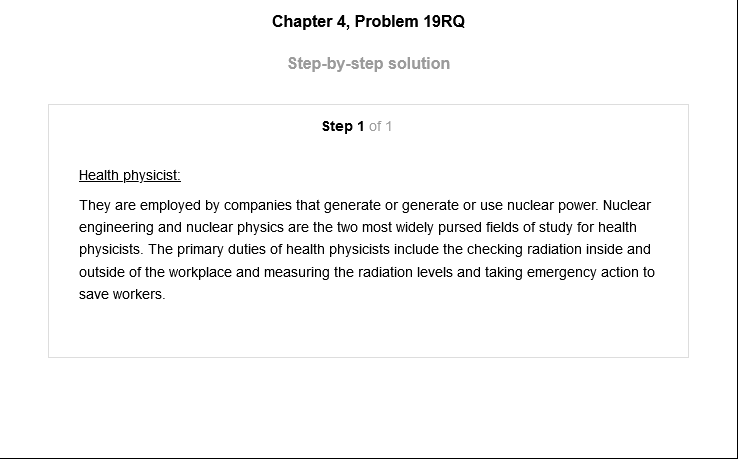 Chapter 4, Problem 19RQ
Step-by-step solution
Step 1 of 1
Health physicist:
They are employed by companies that generate or generate or use nuclear power. Nuclear
engineering and nuclear physics are the two most widely pursed fields of study for health
physicists. The primary duties of health physicists include the checking radiation inside and
outside of the workplace and measuring the radiation levels and taking emergency action to
save workers.